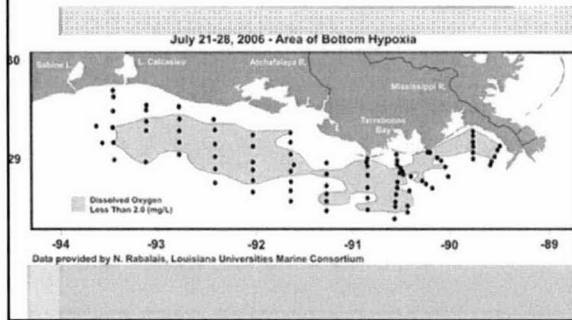 July 21-28, 2006 - Area of Bottom Hypoxia
30
Sabine L.
L. Calcasieu
Atchafalaya R.
Mississippi R.
Terrebonne
Bay
29
Dissolved Oxygen
Less Than 2.0 (mg/L)
-94
-93
-92
-91
-90
-89
Data provided by N. Rabalais, Louisiana Universities Marine Consortium